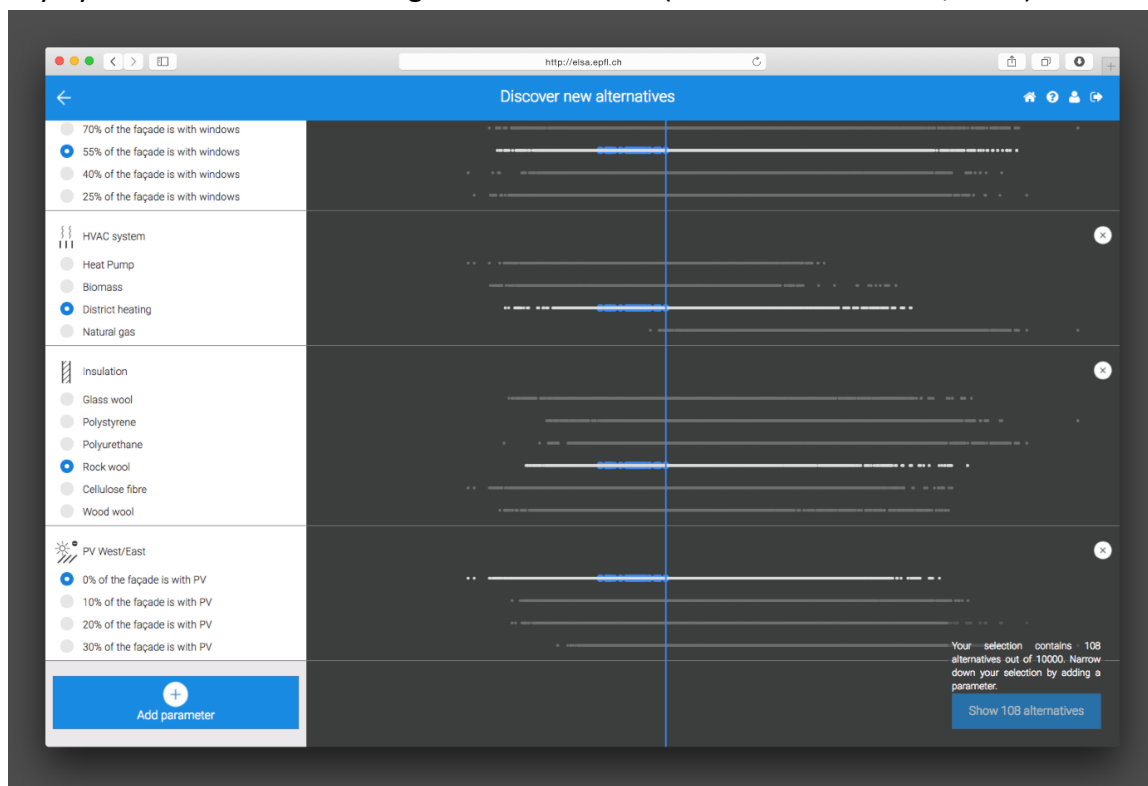 http://elsa.epfl.ch
Discover new alternatives
70% of the façade is with windows
55% of the façade is with windows
40% of the façade is with windows
25% of the façade is with windows
HVAC system
Heat Pump
Biomass
District heating
Natural gas
Insulation
Glass wool
Polystyrene
Polyurethane
Rock wool
Cellulose fibre
Wood wool
PV West/East
0% of the façade is with PV
10% of the façade is with PV
20% of the façade is with PV
30% of the façade is with PV
Your selection contains 108
alternatives out of 10000. Narrow
down your selection by adding a
parameter.
Add parameter
Show 108 alternatives